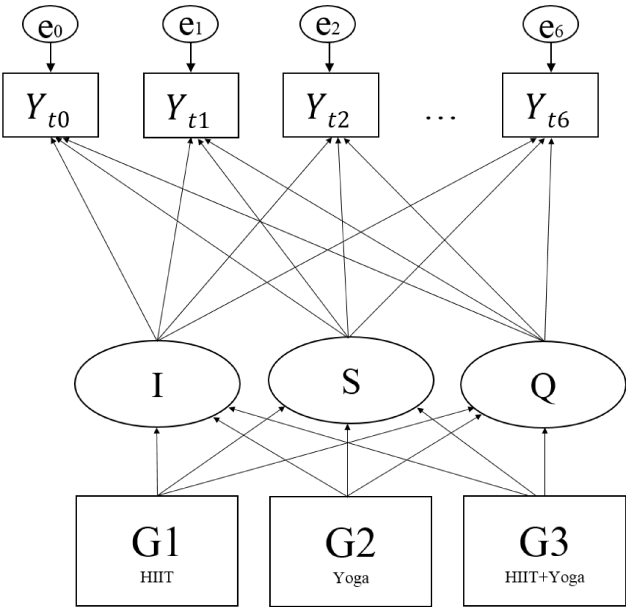 e0 e1 e2 e6
Yt0 Yt1 Yt2 ... Yt6
I S Q
G1 G2 G3
HIIT Yoga HIIT+Yoga